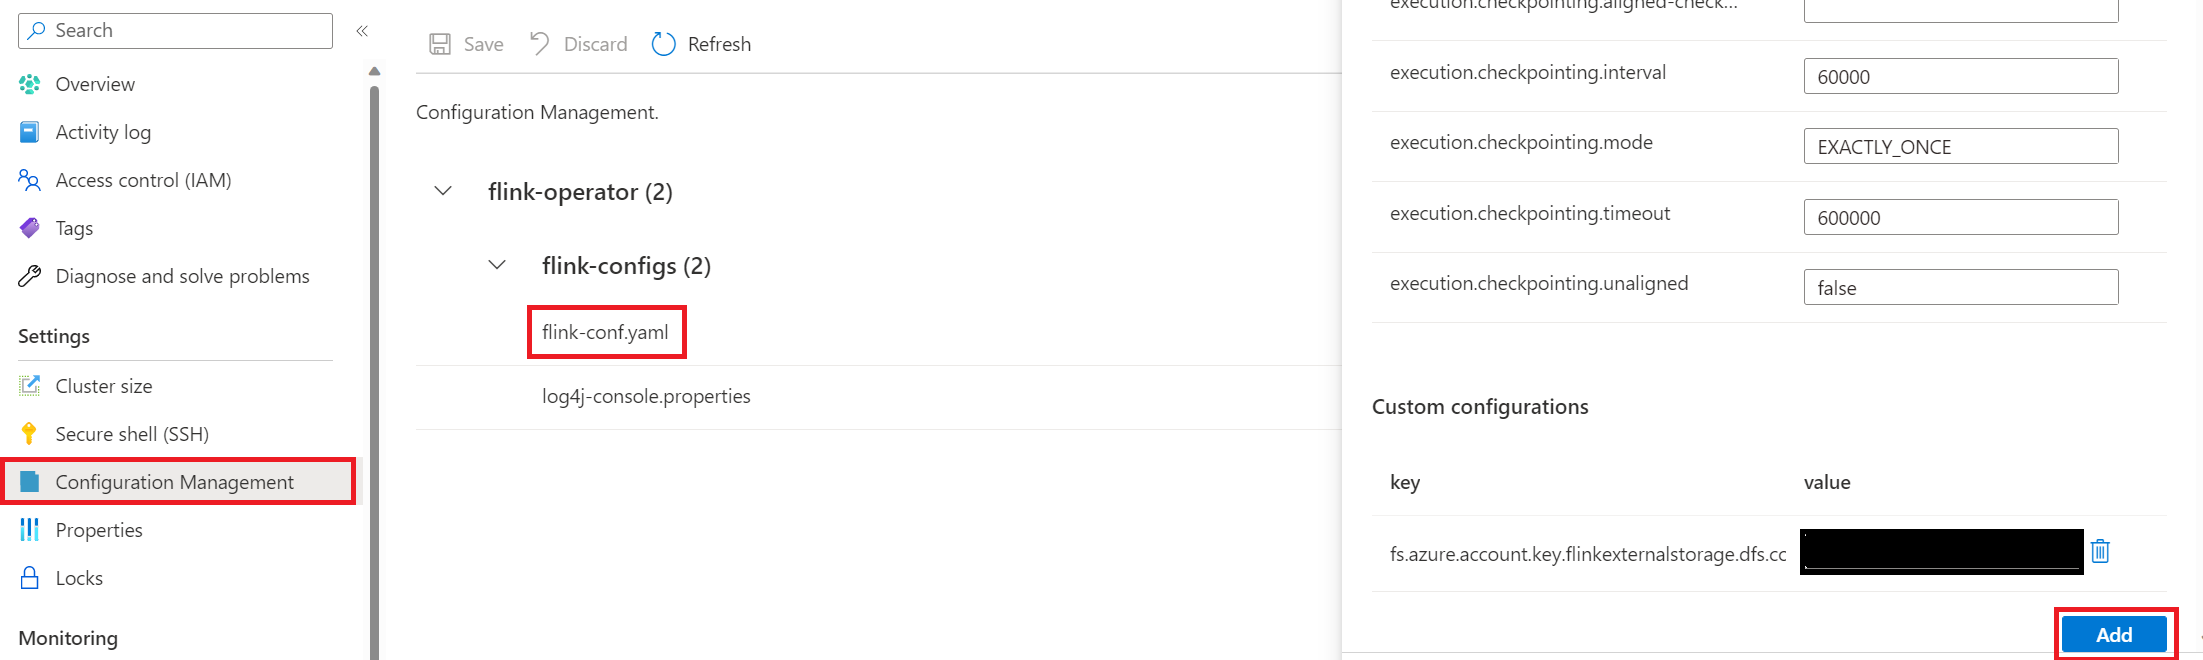 Search
«
Overview
Activity log
Access control (IAM)
Tags
Diagnose and solve problems
Settings
Cluster size
Secure shell (SSH)
Configuration Management
Properties
Locks
Monitoring
Save
Discard
Refresh
Configuration Management.
flink-operator (2)
flink-configs (2)
flink-conf.yaml
log4j-console.properties
execution.checkpointing.aligned-check...
execution.checkpointing.interval
60000
execution.checkpointing.mode
EXACTLY_ONCE
execution.checkpointing.timeout
600000
execution.checkpointing.unaligned
false
Custom configurations
key
value
fs.azure.account.key.flinkexternalstorage.dfs.cc
Add